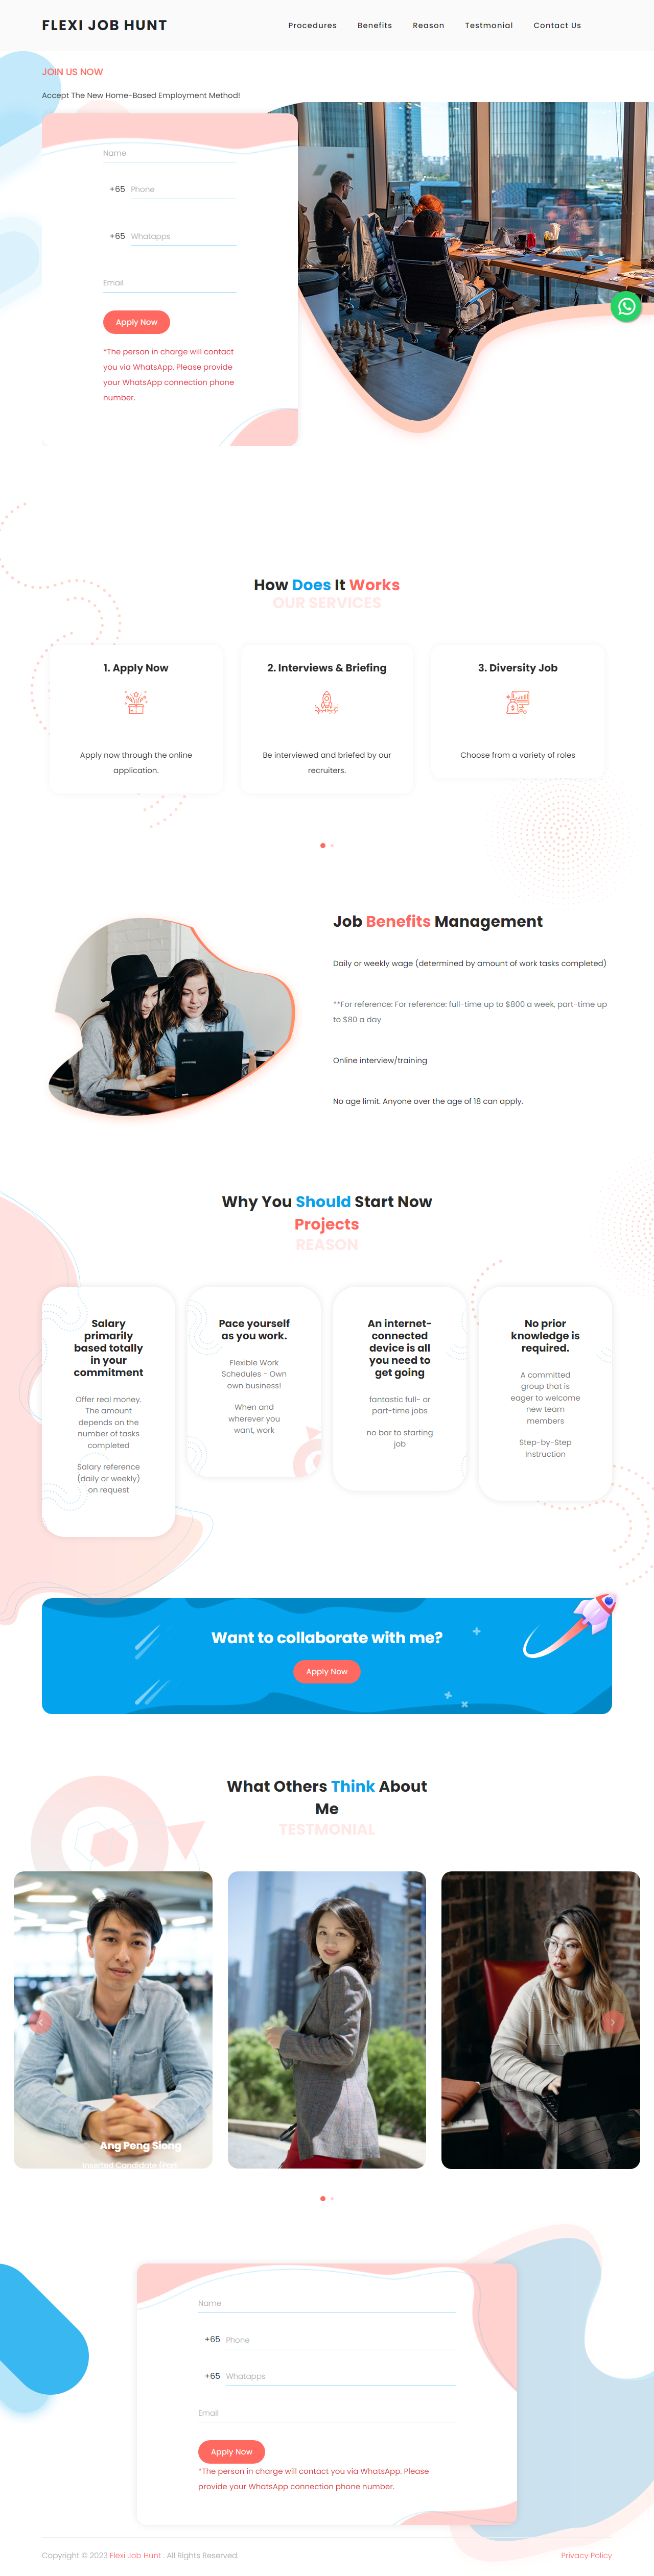 FLEXI JOB HUNT
Procedures Benefits Reason Testmonial Contact Us
JOIN US NOW
Accept The New Home-Based Employment Method!
Name
+65 Phone
+65 Whatapps
Email
Apply Now
*The person in charge will contact
you via WhatsApp. Please provide
your WhatsApp connection phone
number.
How Does It Works
OUR SERVICES
1. Apply Now
Apply now through the online
application.
2. Interviews & Briefing
Be interviewed and briefed by our
recruiters.
3. Diversity Job
Choose from a variety of roles
Job Benefits Management
Daily or weekly wage (determined by amount of work tasks completed)
**For reference: For reference: full-time up to $800 a week, part-time up
to $80 a day
Online interview/training
No age limit. Anyone over the age of 18 can apply.
Why You Should Start Now
Projects
REASON
Salary
primarily
based totally
in your
commitment
Offer real money.
The amount
depends on the
number of tasks
completed
Salary reference
(daily or weekly)
on request
Pace yourself
as you work.
Flexible Work
Schedules - Own
own business!
When and
wherever you
want, work
An internet-
connected
device is all
you need to
get going
fantastic full- or
part-time jobs
no bar to starting
job
No prior
knowledge is
required.
A committed
group that is
eager to welcome
new team
members
Step-by-Step
Instruction
Want to collaborate with me?
Apply Now
What Others Think About
Me
TESTMONIAL
Ang Peng Siong
Inserted Candidate (Part-
Name
+65 Phone
+65 Whatapps
Email
Apply Now
*The person in charge will contact you via WhatsApp. Please
provide your WhatsApp connection phone number.
Copyright © 2023 Flexi Job Hunt . All Rights Reserved.
Privacy Policy